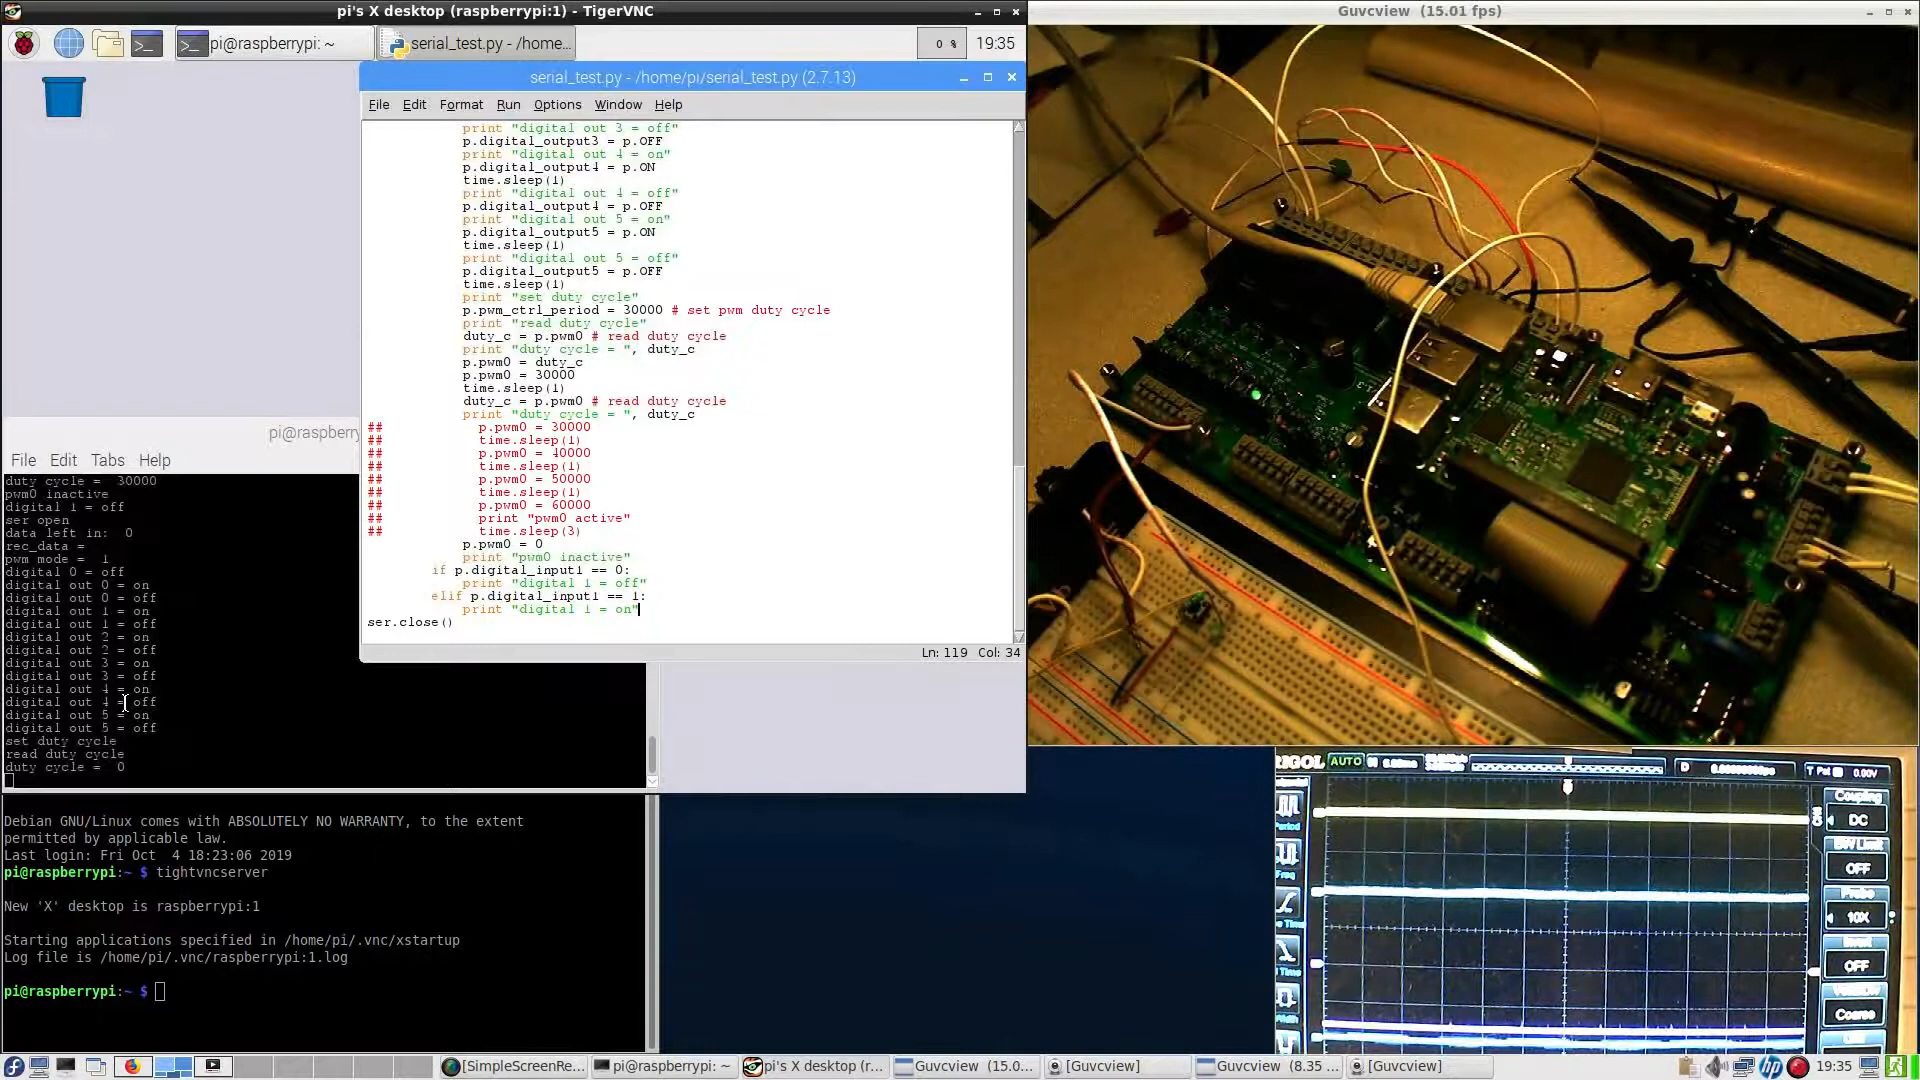 pi's X desktop (raspberrypi:1) - TigerVNC
Guvcview (15.01 fps)
pi@raspberrypi: ~
serial_test.py - /home...
0 %
19:35
serial_test.py - /home/pi/serial_test.py (2.7.13)
File Edit Format Run Options Window Help
print "digital out 3 = off"
p.digital_output3 = p.OFF
print "digital out 4 = on"
p.digital_output4 = p.ON
time.sleep(1)
print "digital out 4 = off"
p.digital_output4 = p.OFF
print "digital out 5 = on"
p.digital_output5 = p.ON
time.sleep(1)
print "digital out 5 = off"
p.digital_output5 = p.OFF
time.sleep(1)
print "set duty cycle"
p.pwm_ctrl_period = 30000 # set pwm duty cycle
print "read duty cycle"
duty_c = p.pwm0 # read duty cycle
print "duty cycle = ", duty_c
p.pwm0 = duty_c
p.pwm0 = 30000
time.sleep(1)
duty_c = p.pwm0 # read duty cycle
print "duty cycle = ", duty_c
## p.pwm0 = 30000
## time.sleep(1)
## p.pwm0 = 40000
## time.sleep(1)
## p.pwm0 = 50000
## time.sleep(1)
## p.pwm0 = 60000
## print "pwm0 active"
## time.sleep(3)
p.pwm0 = 0
print "pwm0 inactive"
if p.digital_input1 == 0:
print "digital 1 = off"
elif p.digital_input1 == 1:
print "digital 1 = on"
ser.close()
Ln: 119 Col: 34
pi@raspberry
File Edit Tabs Help
duty cycle =  30000
pwm0 inactive
digital 1 = off
ser open
data left in:  0
rec_data =
pwm mode =  1
digital 0 = off
digital out 0 = on
digital out 0 = off
digital out 1 = on
digital out 1 = off
digital out 2 = on
digital out 2 = off
digital out 3 = on
digital out 3 = off
digital out 4 = on
digital out 4 = off
digital out 5 = on
digital out 5 = off
set duty cycle
read duty cycle
duty cycle =  0
Debian GNU/Linux comes with ABSOLUTELY NO WARRANTY, to the extent
permitted by applicable law.
Last login: Fri Oct  4 18:23:06 2019
pi@raspberrypi:~ $ tightvncserver
New 'X' desktop is raspberrypi:1
Starting applications specified in /home/pi/.vnc/xstartup
Log file is /home/pi/.vnc/raspberrypi:1.log
pi@raspberrypi:~ $
RIGOL AUTO
D
0.00V
Coupling
DC
BW Limit
OFF
Probe
10X
Invert
OFF
Coarse
Period
Freq
[SimpleScreenRe...
pi@raspberrypi: ~
pi's X desktop (r...
Guvcview (15.0...
[Guvcview]
Guvcview (8.35 ...
[Guvcview]
19:35